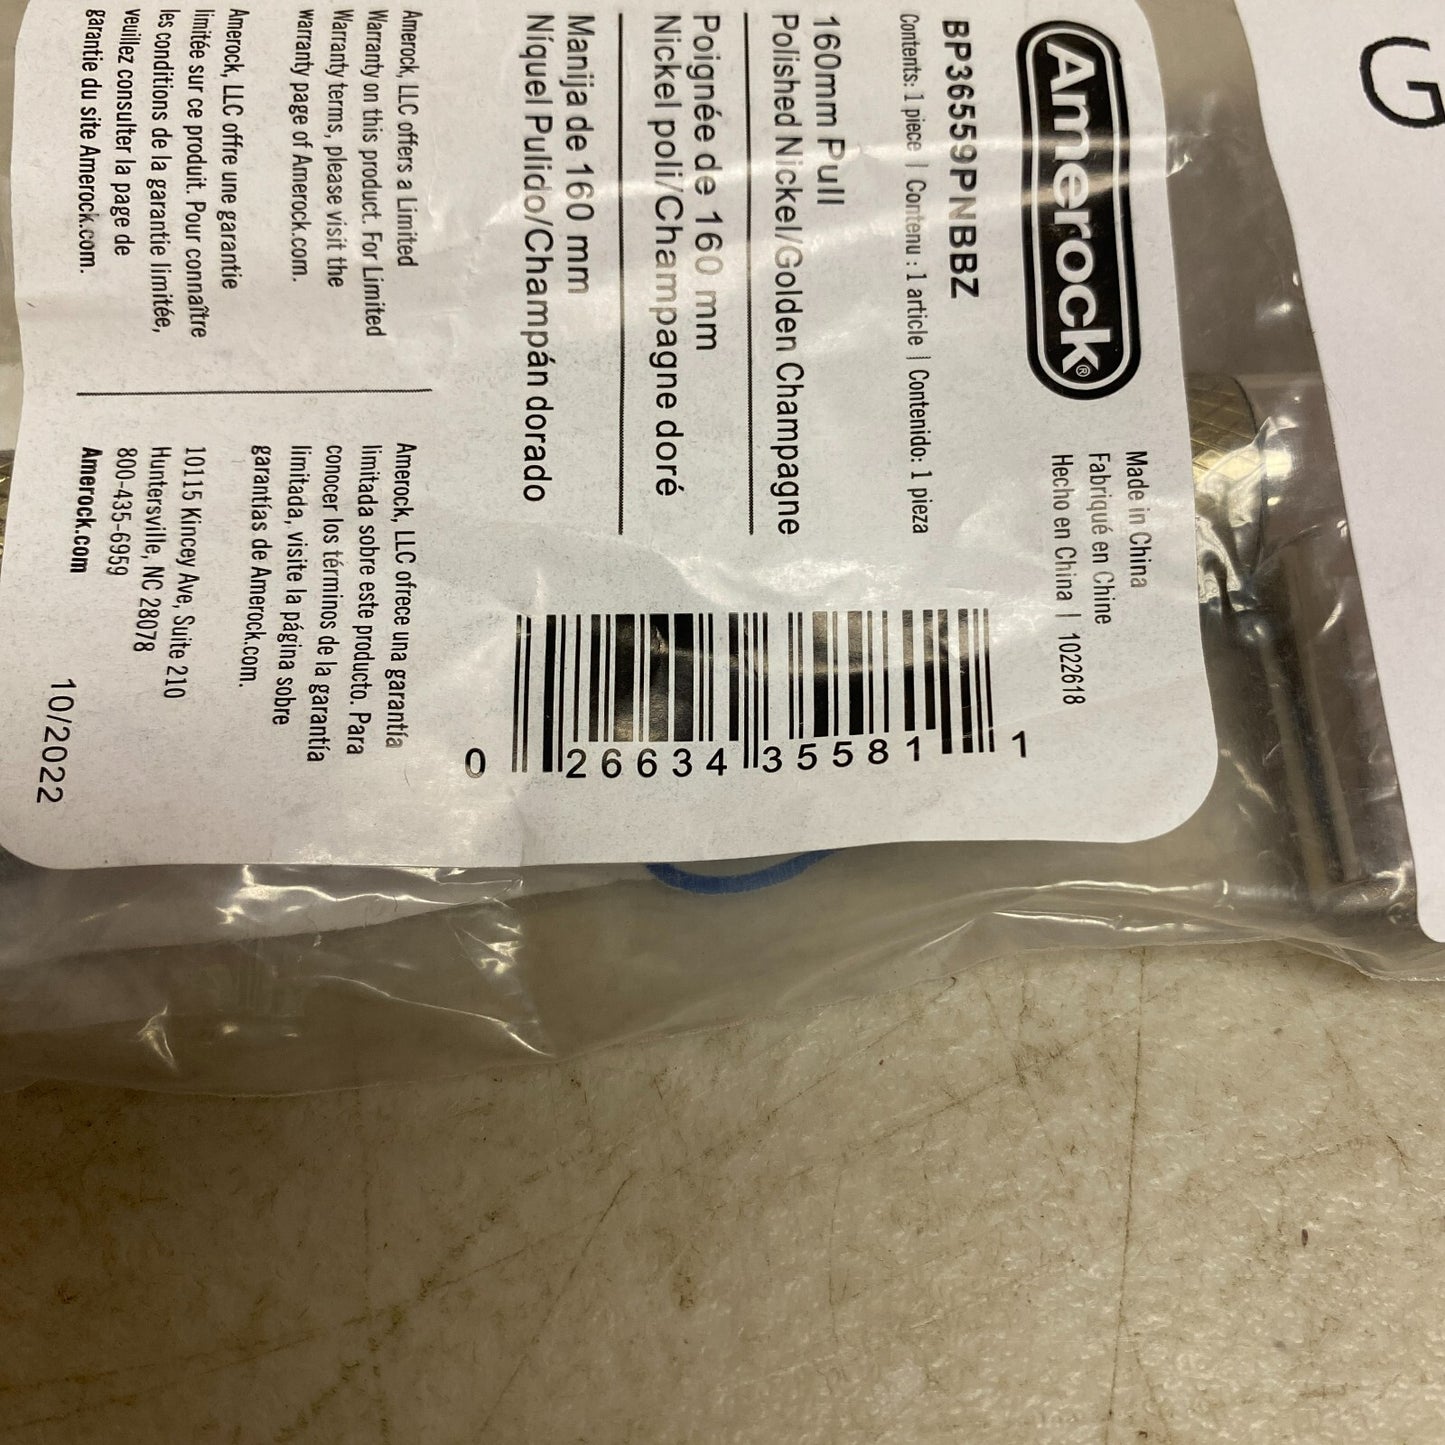 G
Amerock®
Made in China
Fabriqué en Chine
Hecho en China | 1022618
BP36559PNBBZ
Contents: 1 piece | Contenu : 1 article | Contenido: 1 pieza
160mm Pull
Polished Nickel/Golden Champagne
Poignée de 160 mm
Nickel poli/Champagne doré
Manija de 160 mm
Níquel Pulido/Champán dorado
0 26634 35581 1
Amerock, LLC offers a Limited
Warranty on this product. For Limited
Warranty terms, please visit the
warranty page of Amerock.com.
Amerock, LLC offre une garantie
limitée sur ce produit. Pour connaître
les conditions de la garantie limitée,
veuillez consulter la page de
garantie du site Amerock.com.
Amerock, LLC ofrece una garantía
limitada sobre este producto. Para
conocer los términos de la garantía
limitada, visite la página sobre
garantías de Amerock.com.
10115 Kincey Ave, Suite 210
Huntersville, NC 28078
800-435-6959
Amerock.com
10/2022